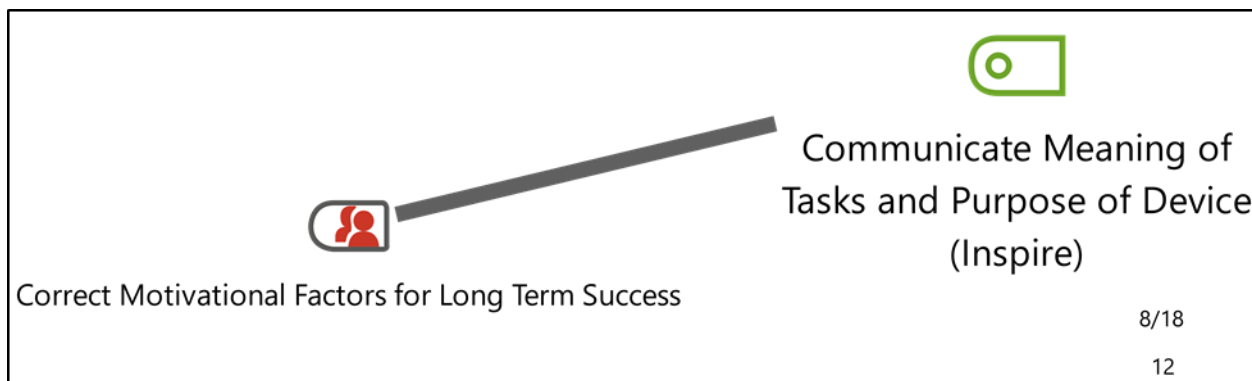 Communicate Meaning of
Tasks and Purpose of Device
(Inspire)
Correct Motivational Factors for Long Term Success
8/18
12